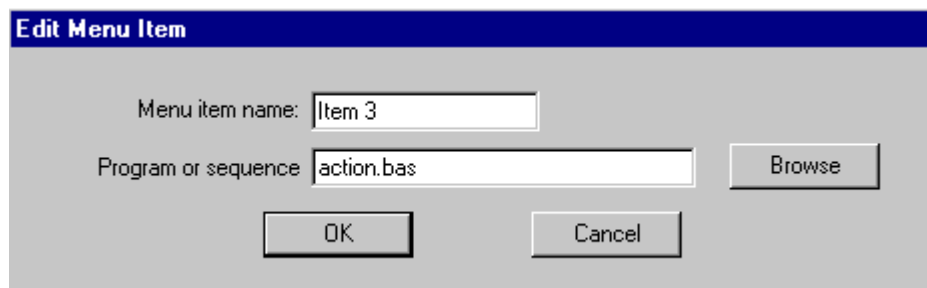 Edit Menu Item
Menu item name: Item 3
Program or sequence action.bas Browse
OK Cancel